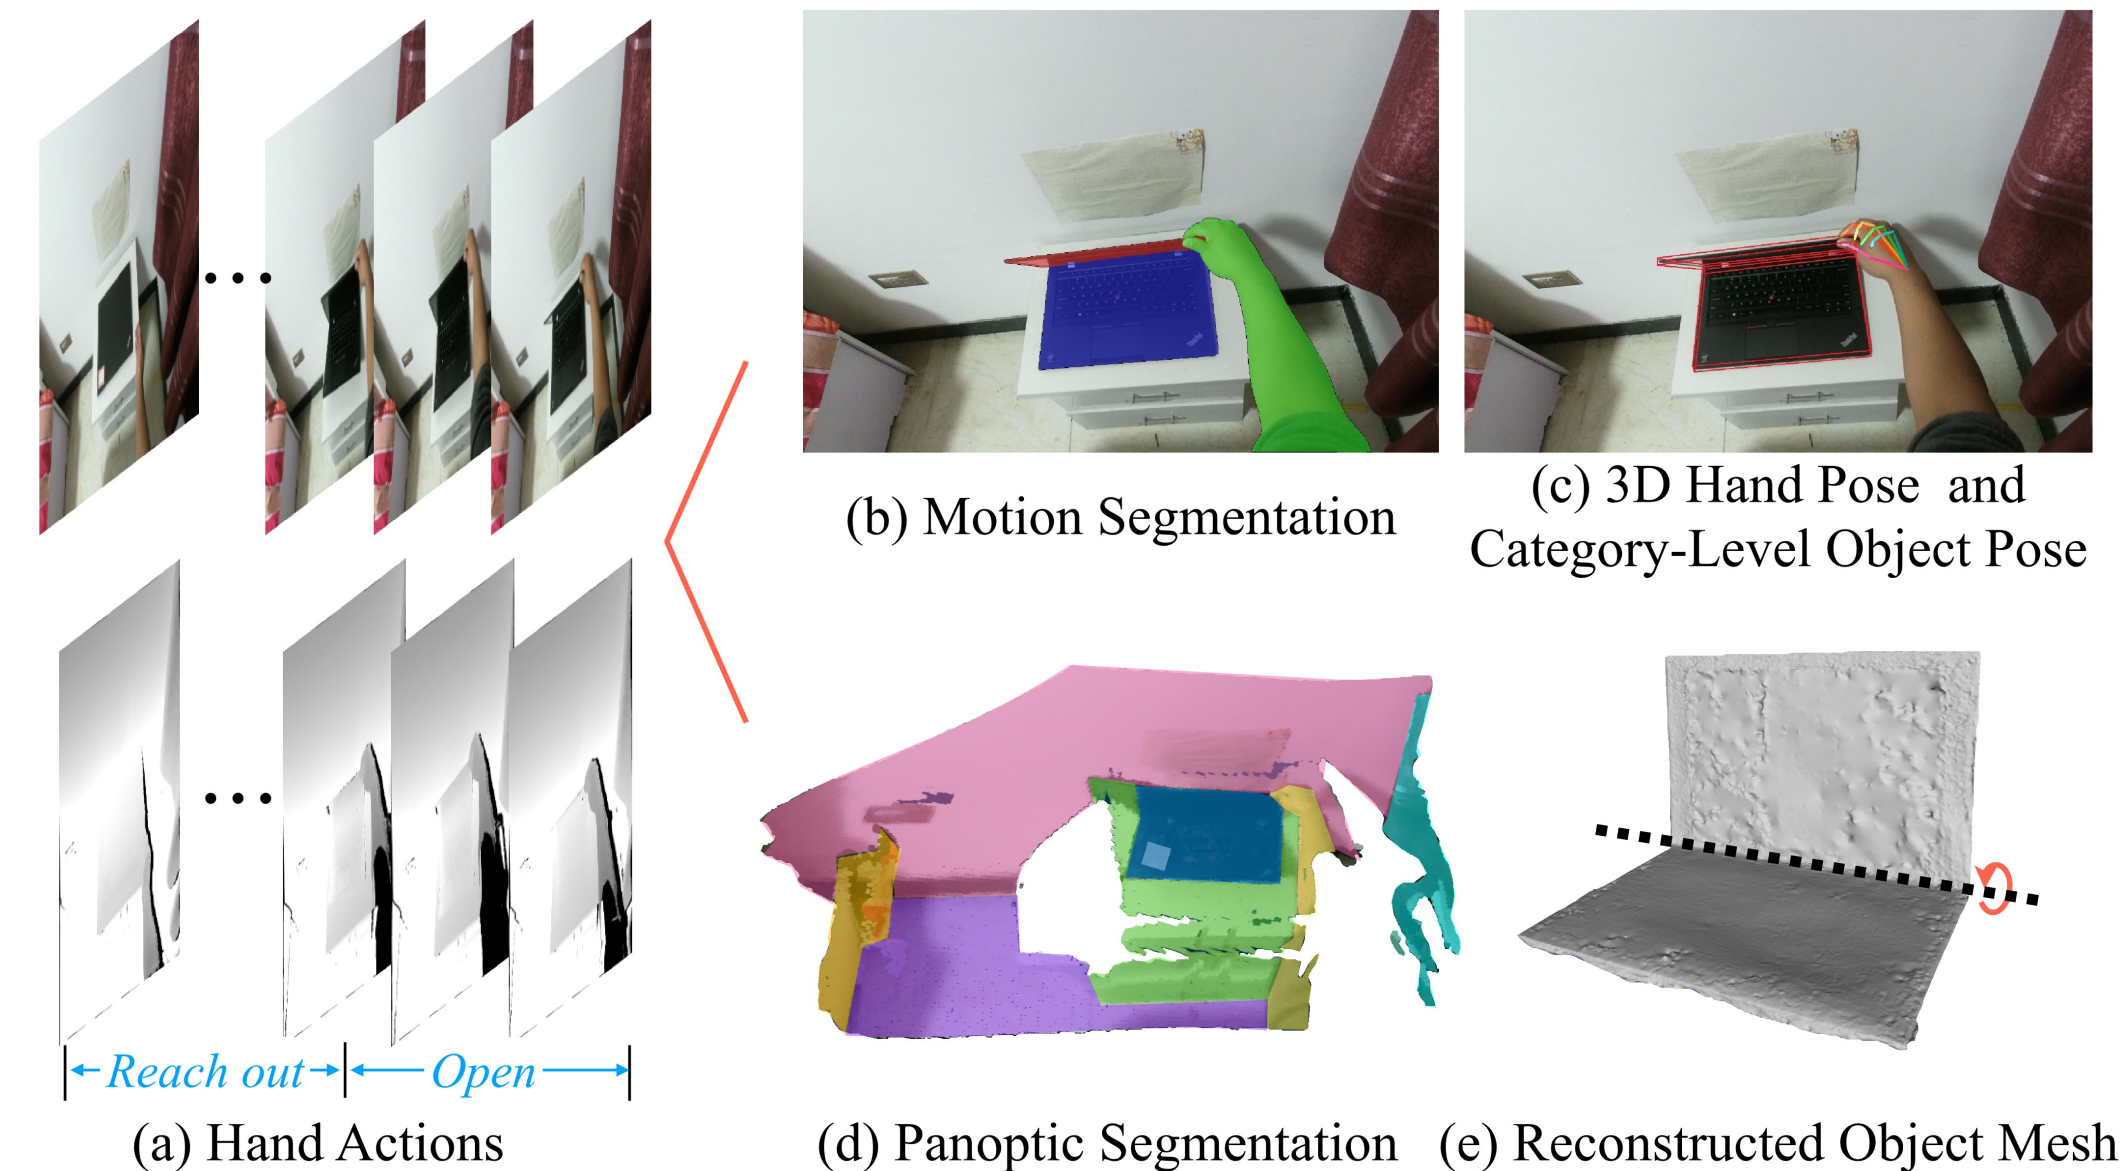 Reach out
Open
(a) Hand Actions
(b) Motion Segmentation
(c) 3D Hand Pose and
Category-Level Object Pose
(d) Panoptic Segmentation
(e) Reconstructed Object Mesh